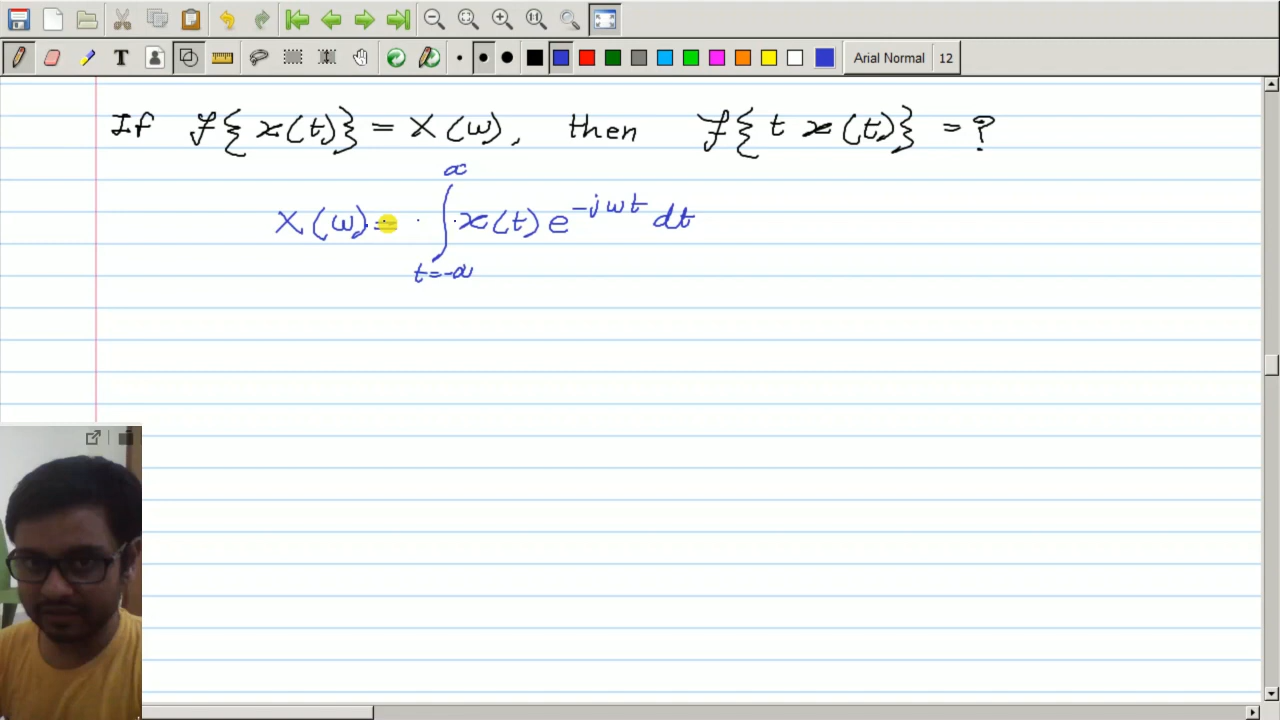 Arial Normal 12
If ℱ{x(t)} = X(ω), then ℱ{t x(t)} = ?
X(ω) = ∫_{t=-∞}^{∞} x(t) e^{-jωt} dt